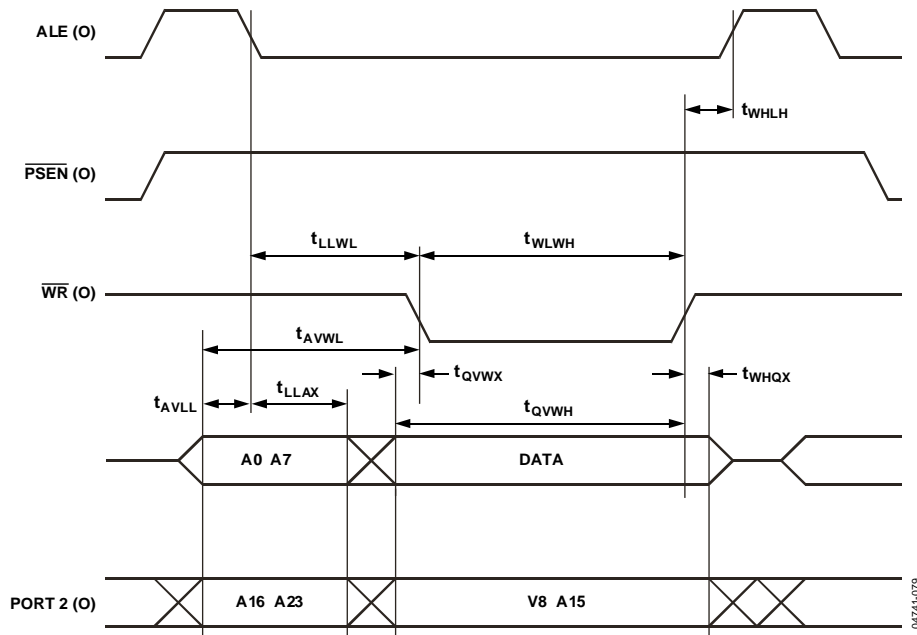 ALE (O)
tWHLH
PSEN (O)
tLLWL
tWLWH
WR (O)
tAVWL
tQVWX
tWHQX
tAVLL
tLLAX
tQVWH
A0 A7
DATA
PORT 2 (O)
A16 A23
V8 A15
04741-079